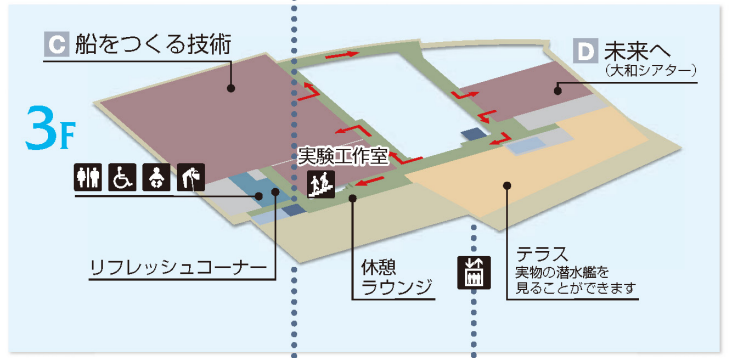 C 船をつくる技術
D 未来へ
（大和シアター）
3F
実験工作室
リフレッシュコーナー
休憩
ラウンジ
テラス
実物の潜水艦を
見ることができます